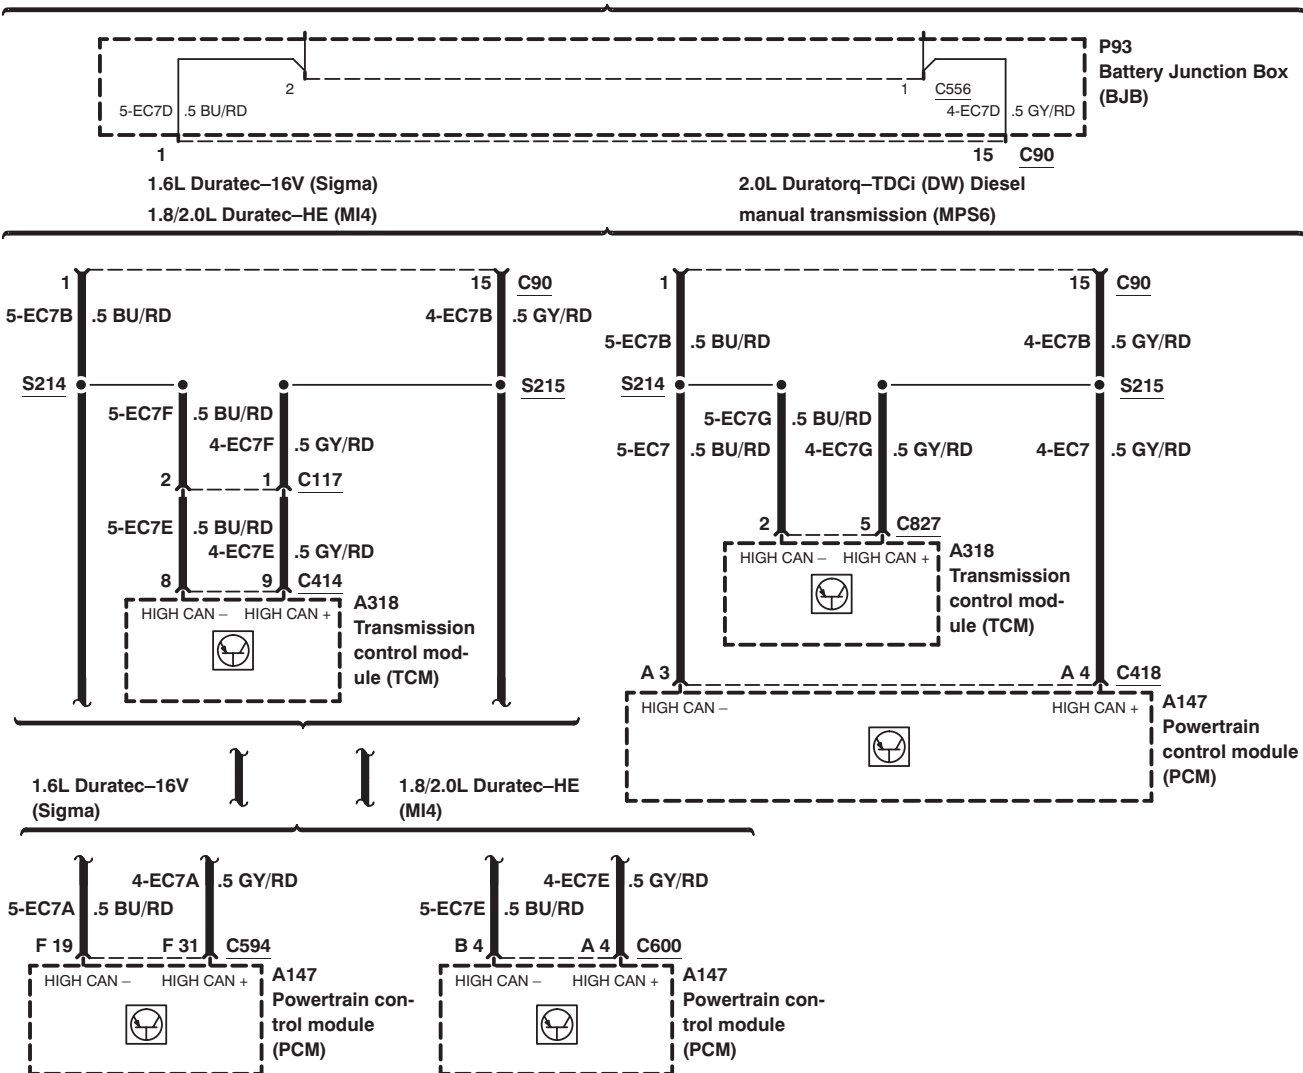 P93
Battery Junction Box
(BJB)
2
1 C556
5-EC7D .5 BU/RD
4-EC7D .5 GY/RD
1
15 C90
1.6L Duratec–16V (Sigma)
1.8/2.0L Duratec–HE (MI4)
2.0L Duratorq–TDCi (DW) Diesel
manual transmission (MPS6)
1
15 C90
5-EC7B .5 BU/RD
4-EC7B .5 GY/RD
S214
S215
5-EC7F .5 BU/RD
4-EC7F .5 GY/RD
2
1 C117
5-EC7E .5 BU/RD
4-EC7E .5 GY/RD
8
9 C414
HIGH CAN –
HIGH CAN +
A318
Transmission
control mod-
ule (TCM)
1
15 C90
5-EC7B .5 BU/RD
4-EC7B .5 GY/RD
S214
S215
5-EC7G .5 BU/RD
5-EC7 .5 BU/RD
4-EC7G .5 GY/RD
4-EC7 .5 GY/RD
2
5 C827
HIGH CAN –
HIGH CAN +
A318
Transmission
control mod-
ule (TCM)
A 3
A 4 C418
HIGH CAN –
HIGH CAN +
A147
Powertrain
control module
(PCM)
1.6L Duratec–16V
(Sigma)
1.8/2.0L Duratec–HE
(MI4)
4-EC7A .5 GY/RD
5-EC7A .5 BU/RD
F 19
F 31 C594
HIGH CAN –
HIGH CAN +
A147
Powertrain con-
trol module
(PCM)
4-EC7E .5 GY/RD
5-EC7E .5 BU/RD
B 4
A 4 C600
HIGH CAN –
HIGH CAN +
A147
Powertrain con-
trol module
(PCM)